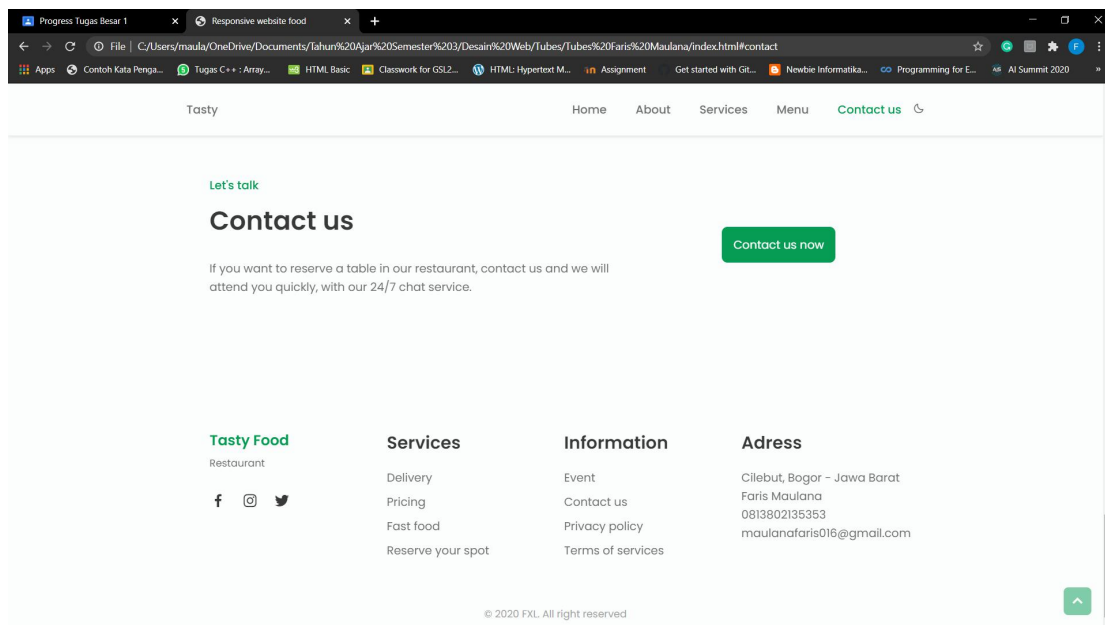 Progress Tugas Besar 1
Responsive website food
File | C:/Users/maula/OneDrive/Documents/Tahun%20Ajar%20Semester%203/Desain%20Web/Tubes/Tubes%20Faris%20Maulana/index.html#contact
Apps Contoh Kata Penga... Tugas C++ : Array... HTML Basic Classwork for GSL2... HTML: Hypertext M... Assignment Get started with Git... Newbie Informatika... Programming for E... AI Summit 2020 »
Tasty Home About Services Menu Contact us
Let's talk
Contact us
Contact us now
If you want to reserve a table in our restaurant, contact us and we will
attend you quickly, with our 24/7 chat service.
Tasty Food
Restaurant
Services
Delivery
Pricing
Fast food
Reserve your spot
Information
Event
Contact us
Privacy policy
Terms of services
Adress
Cilebut, Bogor - Jawa Barat
Faris Maulana
0813802135353
maulanafaris016@gmail.com
© 2020 FXL. All right reserved